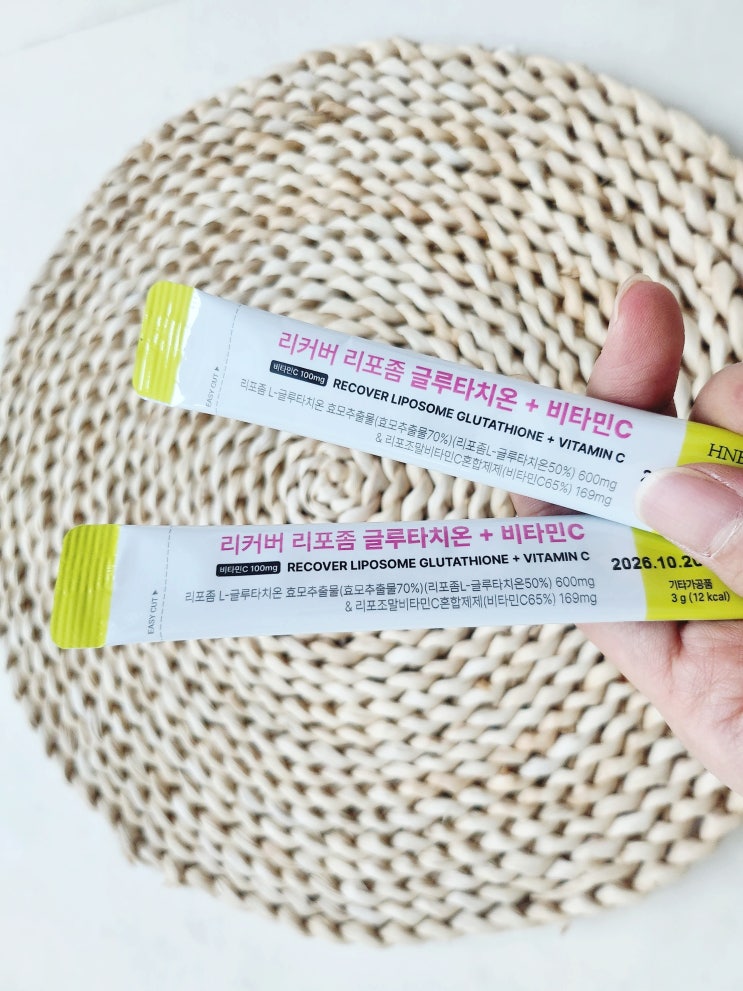 EASY CUT
리커버 리포좀 글루타치온 + 비타민C
비타민C 100mg RECOVER LIPOSOME GLUTATHIONE + VITAMIN C
리포좀 L-글루타치온 효모추출물(효모추출물70%)(리포좀L-글루타치온50%) 600mg
& 리포조말비타민C혼합제제(비타민C65%) 169mg
EASY CUT
리커버 리포좀 글루타치온 + 비타민C
비타민C 100mg RECOVER LIPOSOME GLUTATHIONE + VITAMIN C
리포좀 L-글루타치온 효모추출물(효모추출물70%)(리포좀L-글루타치온50%) 600mg
& 리포조말비타민C혼합제제(비타민C65%) 169mg
2026.10.2
기타가공품
3 g (12 kcal)